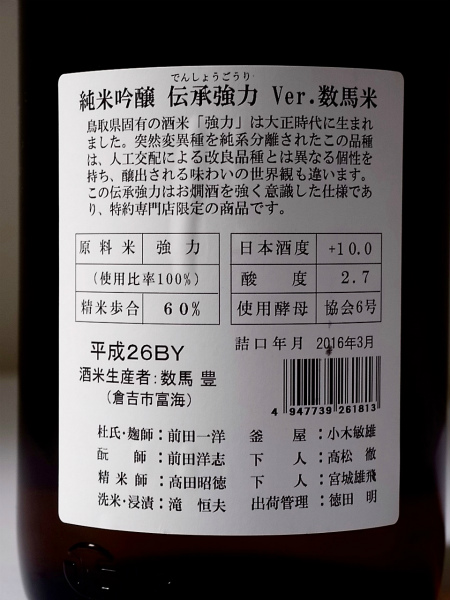 でんしょうごうり
純米吟醸 伝承強力 Ver.数馬米
鳥取県固有の酒米「強力」は大正時代に生まれ
ました。突然変異種を純系分離されたこの品種
は、人工交配による改良品種とは異なる個性を
持ち、醸出される味わいの世界観も違います。
この伝承強力はお燗酒を強く意識した仕様であ
り、特約専門店限定の商品です。
原料米 強力
(使用比率100%)
精米歩合 60%
日本酒度 +10.0
酸度 2.7
使用酵母 協会6号
平成26BY
詰口年月 2016年3月
酒米生産者:数馬 豊
(倉吉市富海)
4 947739 261813
杜氏・麹師:前田一洋 釜屋:小木敏雄
酛師:前田洋志 下人:高松 徹
精米師:高田昭徳 下人:宮城雄飛
洗米・浸漬:滝 恒夫 出荷管理:徳田 明